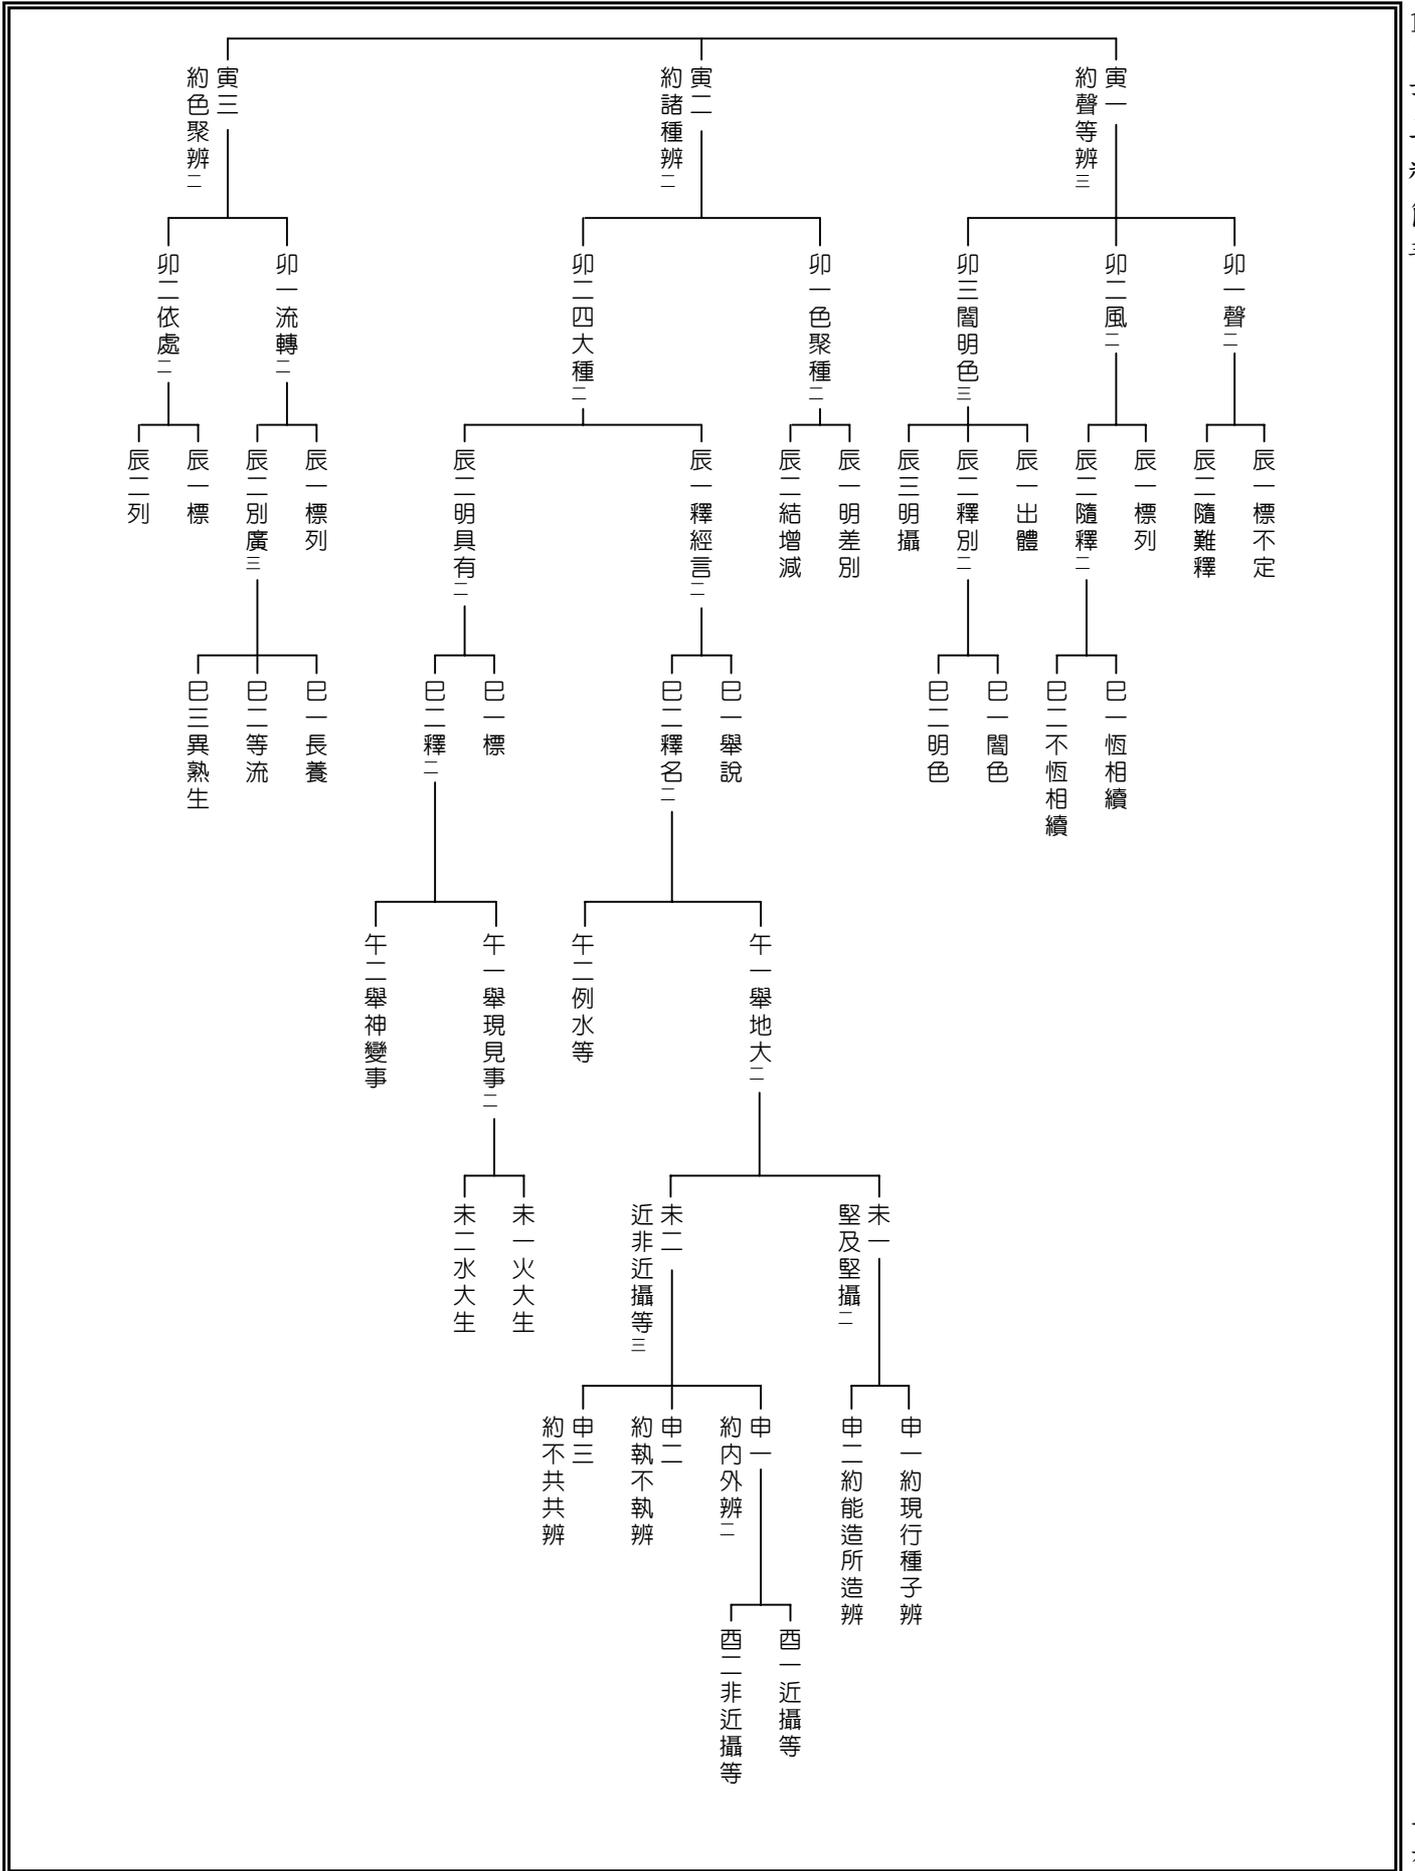 寅一
約聲等辨三
寅二
約諸種辨二
寅三
約色聚辨二
卯一聲二
卯二風二
卯三闇明色三
卯一色聚種二
卯二四大種二
卯一流轉二
卯二依處二
辰一標不定
辰二隨難釋
辰一標列
辰二隨釋二
辰一出體
辰二釋別二
辰三明攝
辰一明差別
辰二結增減
辰一釋經言二
辰二明具有二
辰一標列
辰二別廣三
辰一標
辰二列
巳一恆相續
巳二不恆相續
巳一闇色
巳二明色
巳一舉說
巳二釋名二
巳一標
巳二釋二
巳一長養
巳二等流
巳三異熟生
午一舉地大二
午二例水等
午一舉現見事二
午二舉神變事
未一
堅及堅攝二
未二
近非近攝等三
未一火大生
未二水大生
申一約現行種子辨
申二約能造所造辨
申一
約內外辨二
申二
約執不執辨
申三
約不共共辨
酉一近攝等
酉二非近攝等